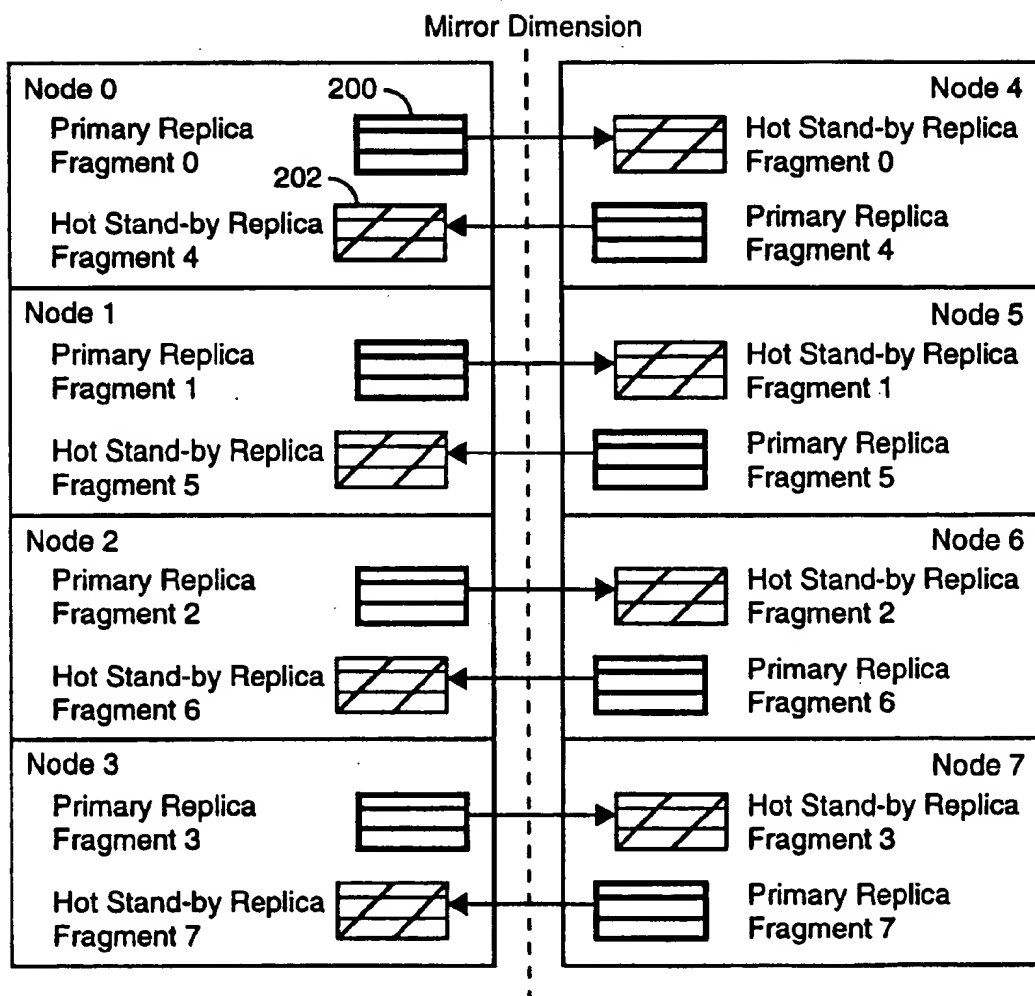 Mirror Dimension
Node 0
200
Primary Replica
Fragment 0
202
Hot Stand-by Replica
Fragment 4
Node 4
Hot Stand-by Replica
Fragment 0
Primary Replica
Fragment 4
Node 1
Primary Replica
Fragment 1
Hot Stand-by Replica
Fragment 5
Node 5
Hot Stand-by Replica
Fragment 1
Primary Replica
Fragment 5
Node 2
Primary Replica
Fragment 2
Hot Stand-by Replica
Fragment 6
Node 6
Hot Stand-by Replica
Fragment 2
Primary Replica
Fragment 6
Node 3
Primary Replica
Fragment 3
Hot Stand-by Replica
Fragment 7
Node 7
Hot Stand-by Replica
Fragment 3
Primary Replica
Fragment 7